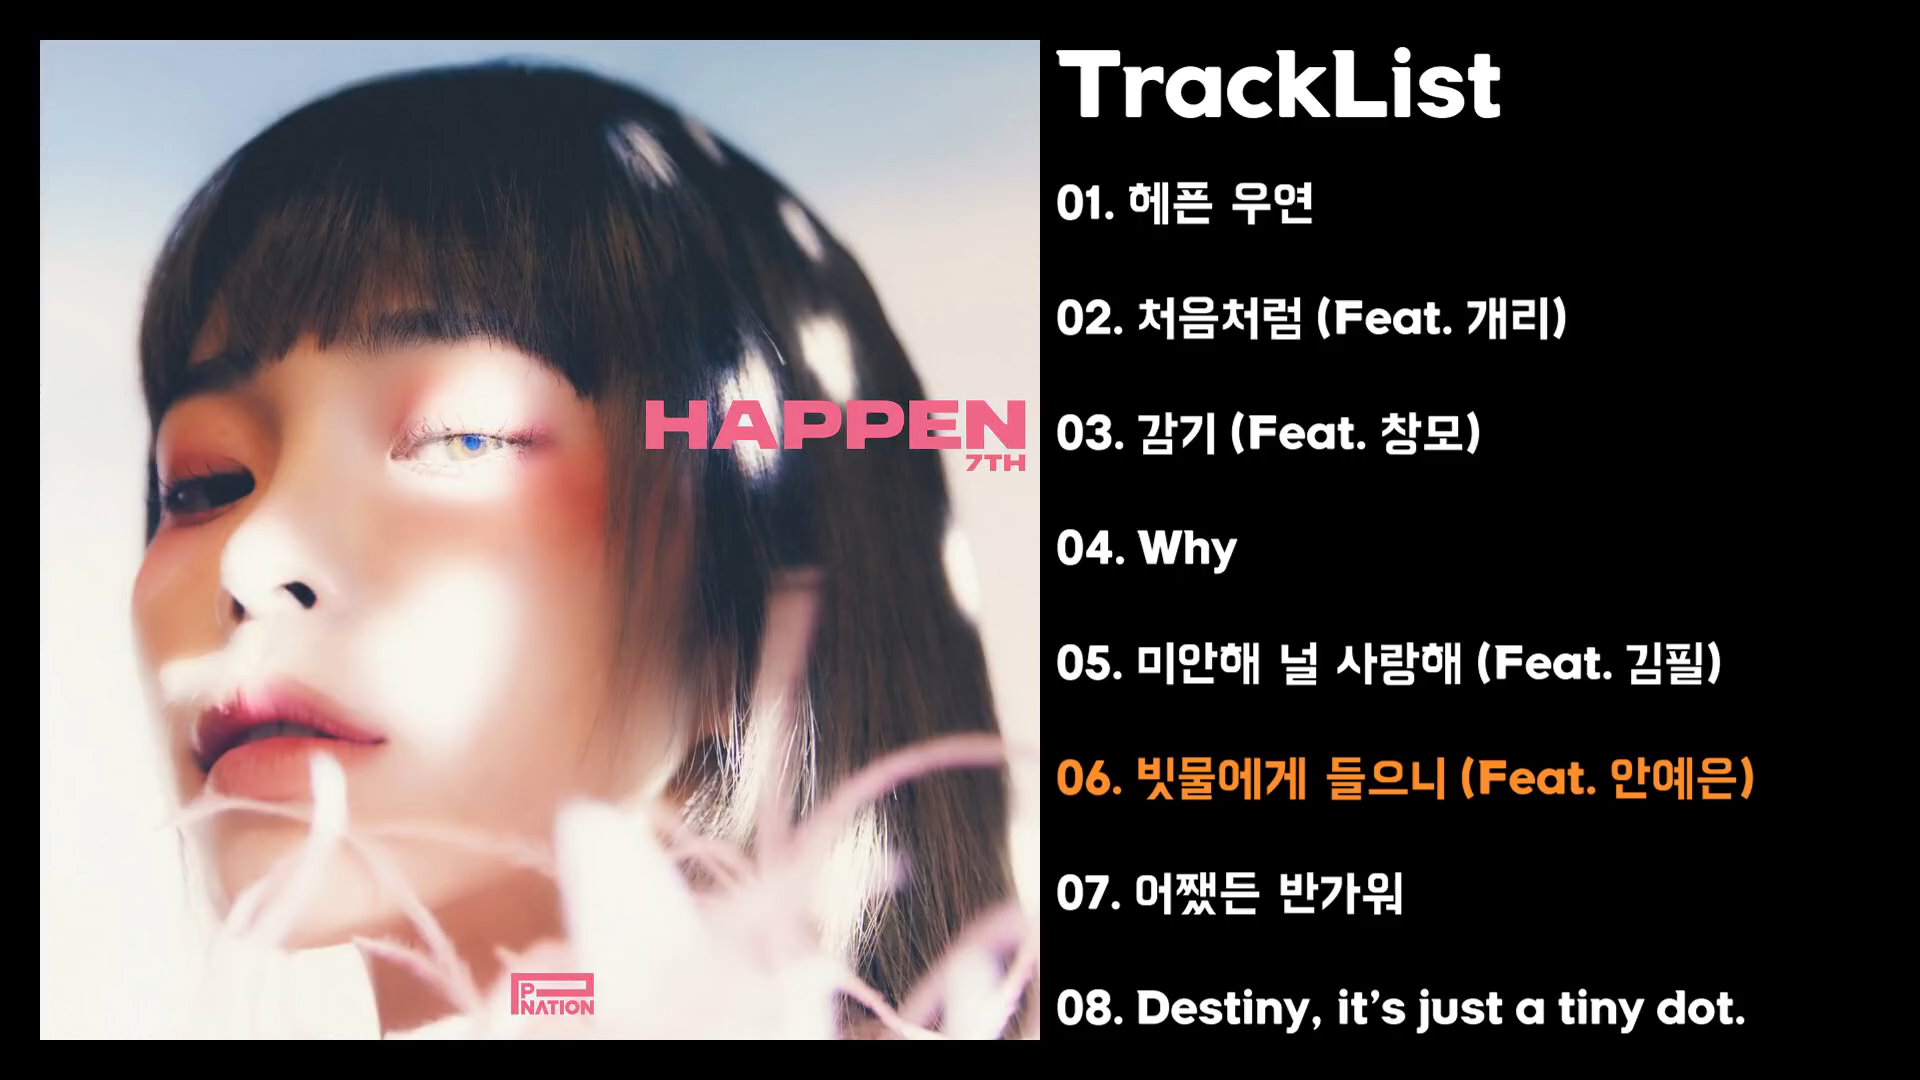 HAPPEN
7TH
P NATION
TrackList
01. 헤픈 우연
02. 처음처럼 (Feat. 개리)
03. 감기 (Feat. 창모)
04. Why
05. 미안해 널 사랑해 (Feat. 김필)
06. 빗물에게 들으니 (Feat. 안예은)
07. 어쨌든 반가워
08. Destiny, it's just a tiny dot.